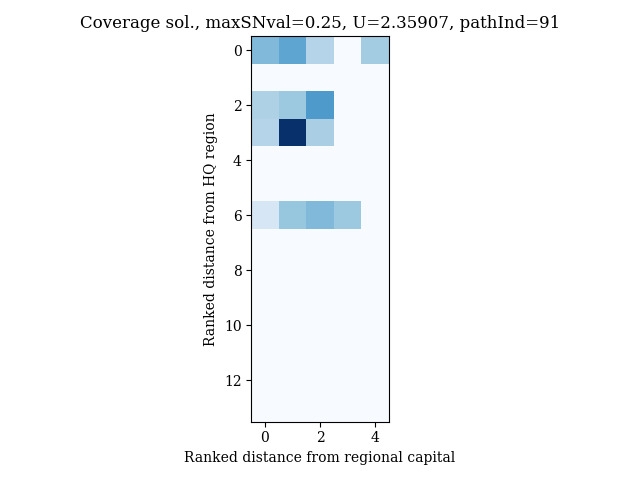 Coverage sol., maxSNval=0.25, U=2.35907, pathInd=91
Ranked distance from HQ region
0
2
4
6
8
10
12
0 2 4
Ranked distance from regional capital